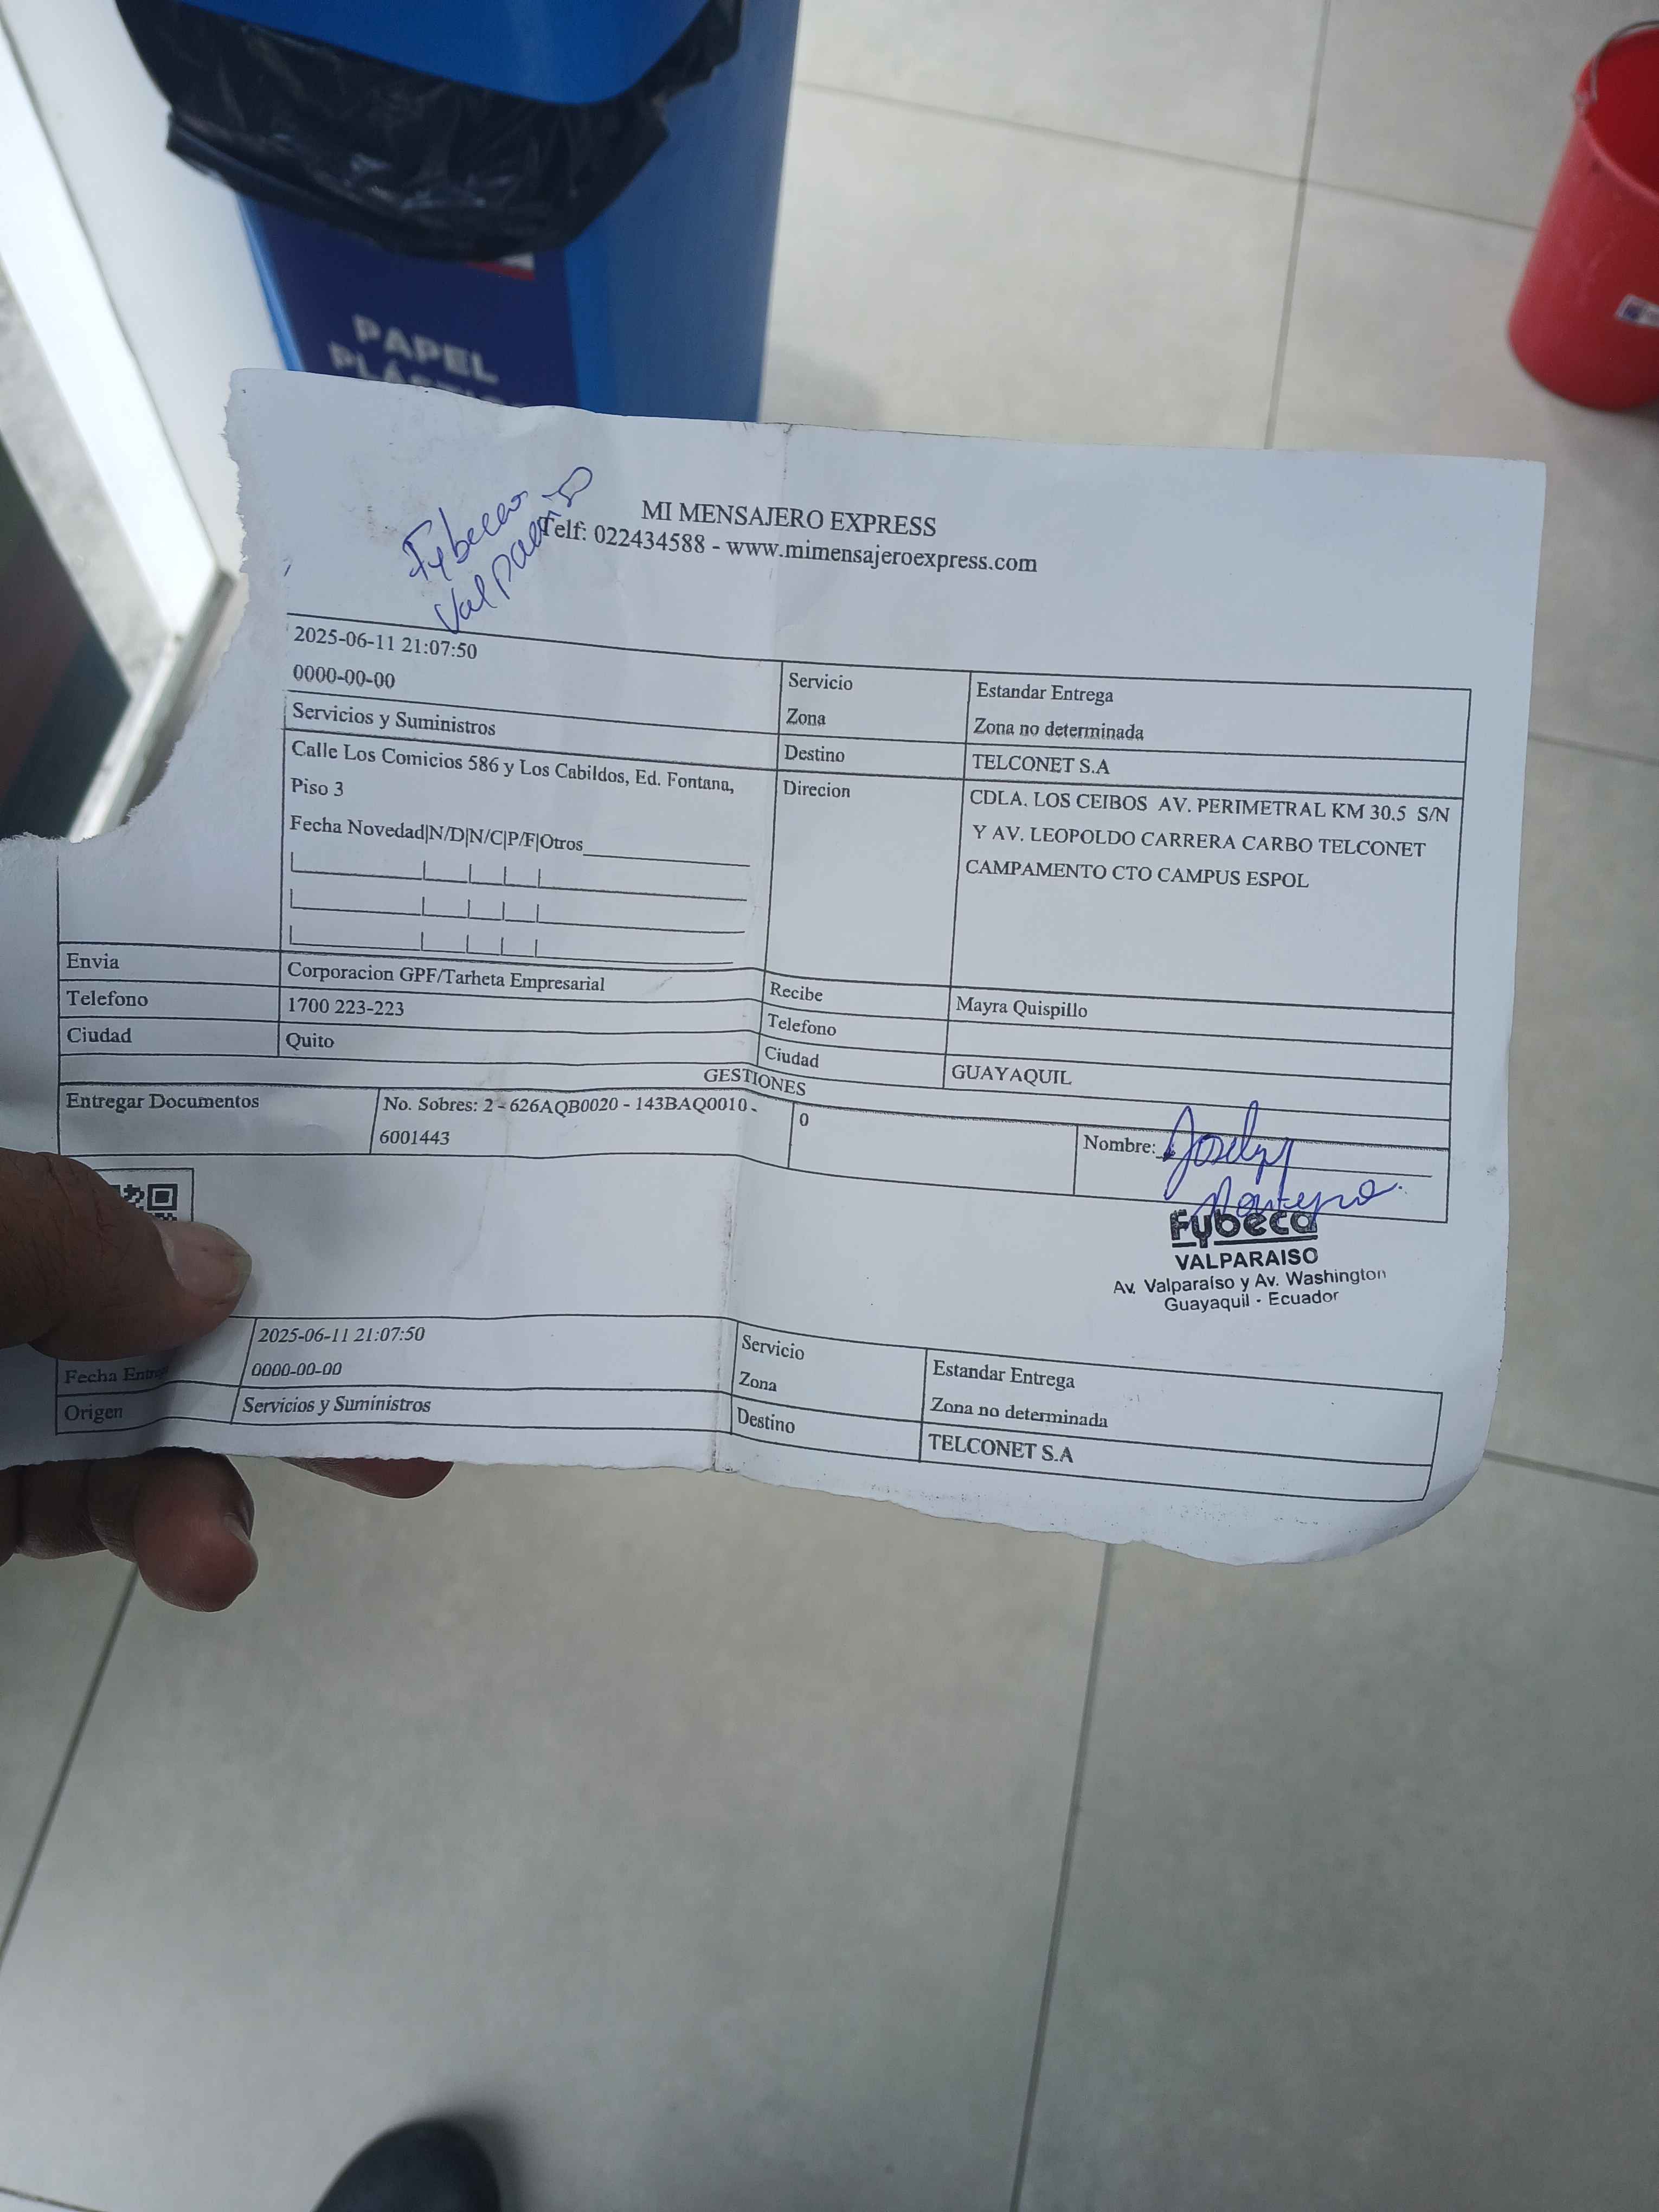 PAPEL
Fybeca
MI MENSAJERO EXPRESS
Telf: 022434588 - www.mimensajeroexpress.com
2025-06-11 21:07:50
0000-00-00
Servicio
Estandar Entrega
Zona
Zona no determinada
Servicios y Suministros
Destino
TELCONET S.A
Calle Los Comicios 586 y Los Cabildos, Ed. Fontana,
Piso 3
Direcion
CDLA. LOS CEIBOS AV. PERIMETRAL KM 30.5 S/N
Y AV. LEOPOLDO CARRERA CARBO TELCONET
CAMPAMENTO CTO CAMPUS ESPOL
Fecha Novedad|N/D|N/C|P/F|Otros
Envia
Corporacion GPF/Tarheta Empresarial
Recibe
Mayra Quispillo
Telefono
1700 223-223
Telefono
Ciudad
Quito
Ciudad
GUAYAQUIL
GESTIONES
Entregar Documentos
No. Sobres: 2 - 626AQB0020 - 143BAQ0010 -
6001443
0
Nombre:
Fybeca
VALPARAISO
Av. Valparaíso y Av. Washington
Guayaquil - Ecuador
2025-06-11 21:07:50
Servicio
Estandar Entrega
Fecha
0000-00-00
Zona
Zona no determinada
Origen
Servicios y Suministros
Destino
TELCONET S.A